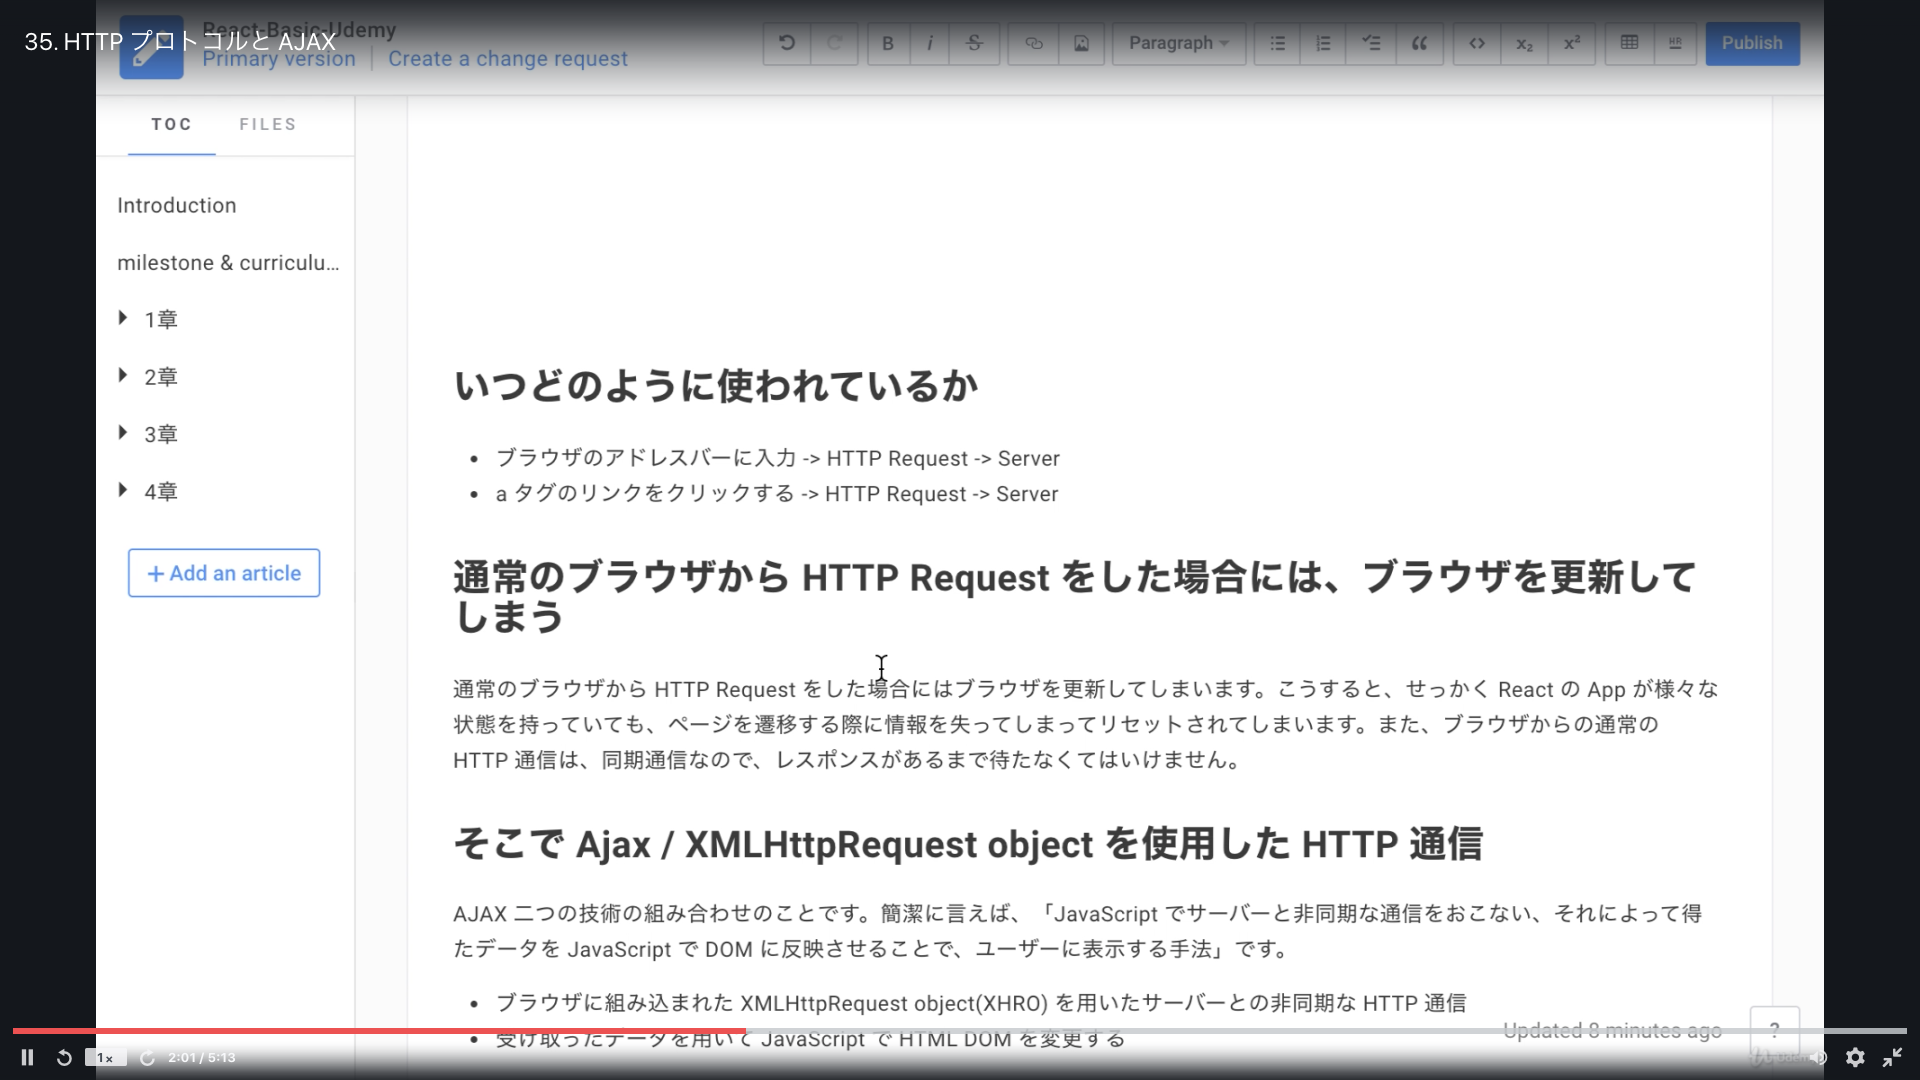 35. HTTP プロトコルと AJAX
React-Basic-Udemy
Primary version
Create a change request
B
i
S
Paragraph
x₂
x²
HR
Publish
TOC
FILES
Introduction
milestone & curriculu...
1章
2章
3章
4章
+ Add an article
いつどのように使われているか
• ブラウザのアドレスバーに入力 -> HTTP Request -> Server
• a タグのリンクをクリックする -> HTTP Request -> Server
通常のブラウザから HTTP Request をした場合には、ブラウザを更新して
しまう
通常のブラウザから HTTP Request をした場合にはブラウザを更新してしまいます。こうすると、せっかく React の App が様々な
状態を持っていても、ページを遷移する際に情報を失ってしまってリセットされてしまいます。また、ブラウザからの通常の
HTTP 通信は、同期通信なので、レスポンスがあるまで待たなくてはいけません。
そこで Ajax / XMLHttpRequest object を使用した HTTP 通信
AJAX 二つの技術の組み合わせのことです。簡潔に言えば、「JavaScript でサーバーと非同期な通信をおこない、それによって得
たデータを JavaScript で DOM に反映させることで、ユーザーに表示する手法」です。
• ブラウザに組み込まれた XMLHttpRequest object(XHRO) を用いたサーバーとの非同期な HTTP 通信
• 受け取ったデータを用いて JavaScript で HTML DOM を変更する
Updated 8 minutes ago
?
1x
2:01 / 5:13